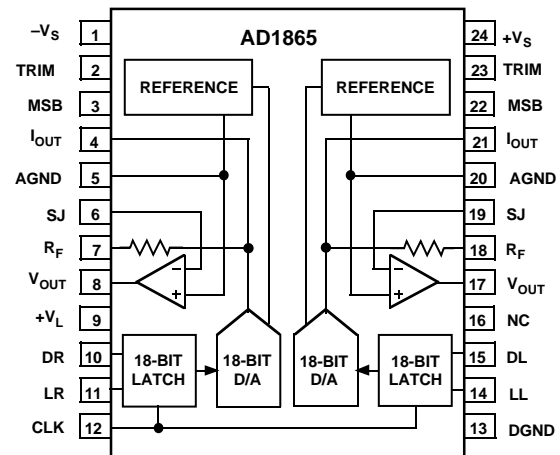 AD1865
–VS 1
TRIM 2
MSB 3
IOUT 4
AGND 5
SJ 6
RF 7
VOUT 8
+VL 9
DR 10
LR 11
CLK 12
24 +VS
23 TRIM
22 MSB
21 IOUT
20 AGND
19 SJ
18 RF
17 VOUT
16 NC
15 DL
14 LL
13 DGND
REFERENCE
REFERENCE
–
+
–
+
18-BIT
LATCH
18-BIT
D/A
18-BIT
D/A
18-BIT
LATCH